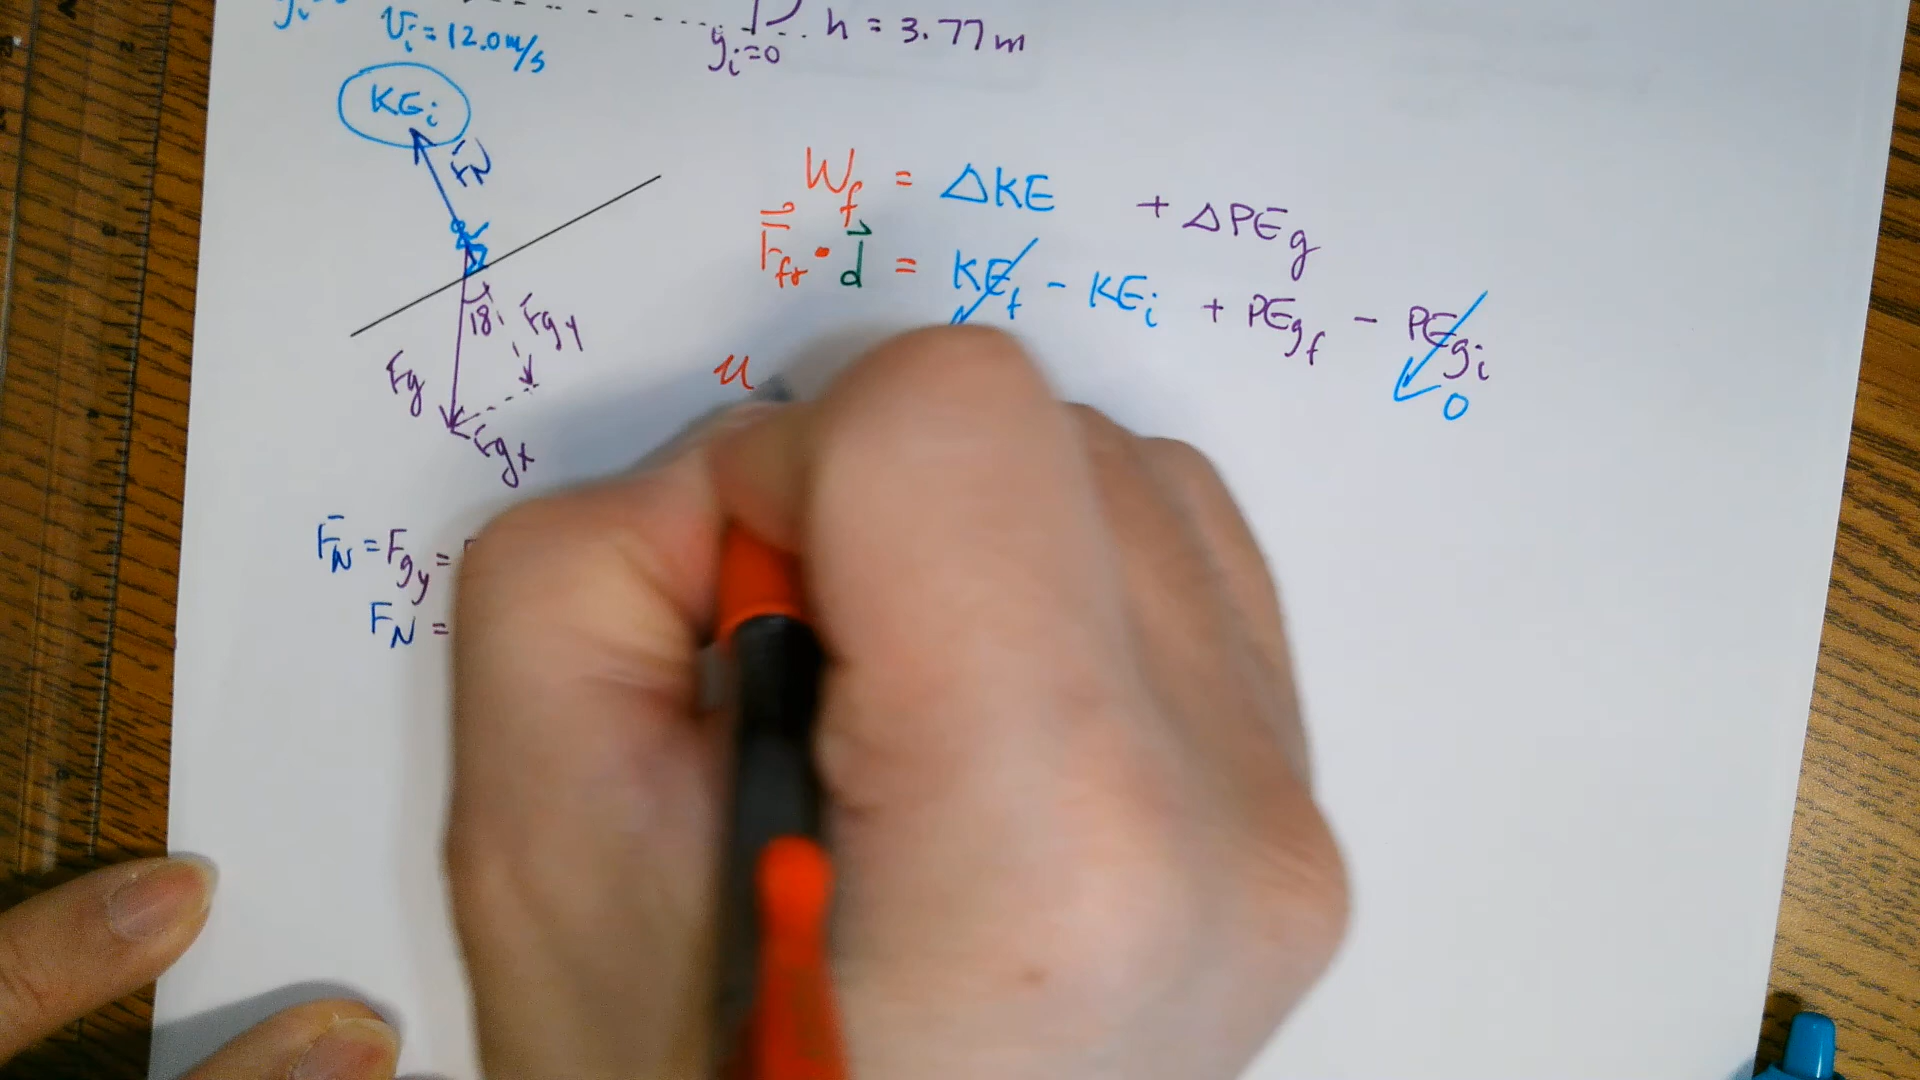 v⃗i = 12.0 m/s
yi=0
h = 3.77 m
KEi
F⃗N
Wf = ΔKE + ΔPEg
F⃗fr • d⃗ = KEf - KEi + PEgf - PEgi
0
18
Fgy
Fg
Fgx
μ
FN = Fgy =
FN =